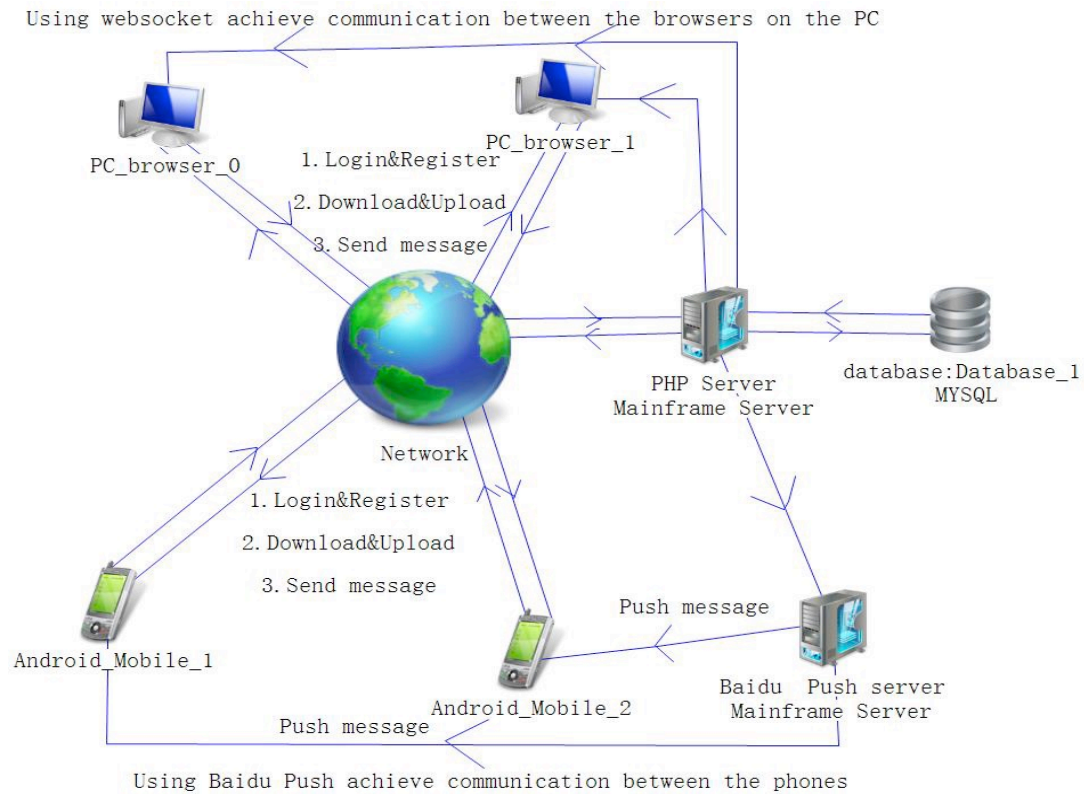 Using websocket achieve communication between the browsers on the PC
PC_browser_0
PC_browser_1
1. Login&Register
2. Download&Upload
3. Send message
PHP Server
Mainframe Server
database:Database_1
MYSQL
Network
1. Login&Register
2. Download&Upload
3. Send message
Push message
Android_Mobile_1
Android_Mobile_2
Baidu Push server
Mainframe Server
Push message
Using Baidu Push achieve communication between the phones